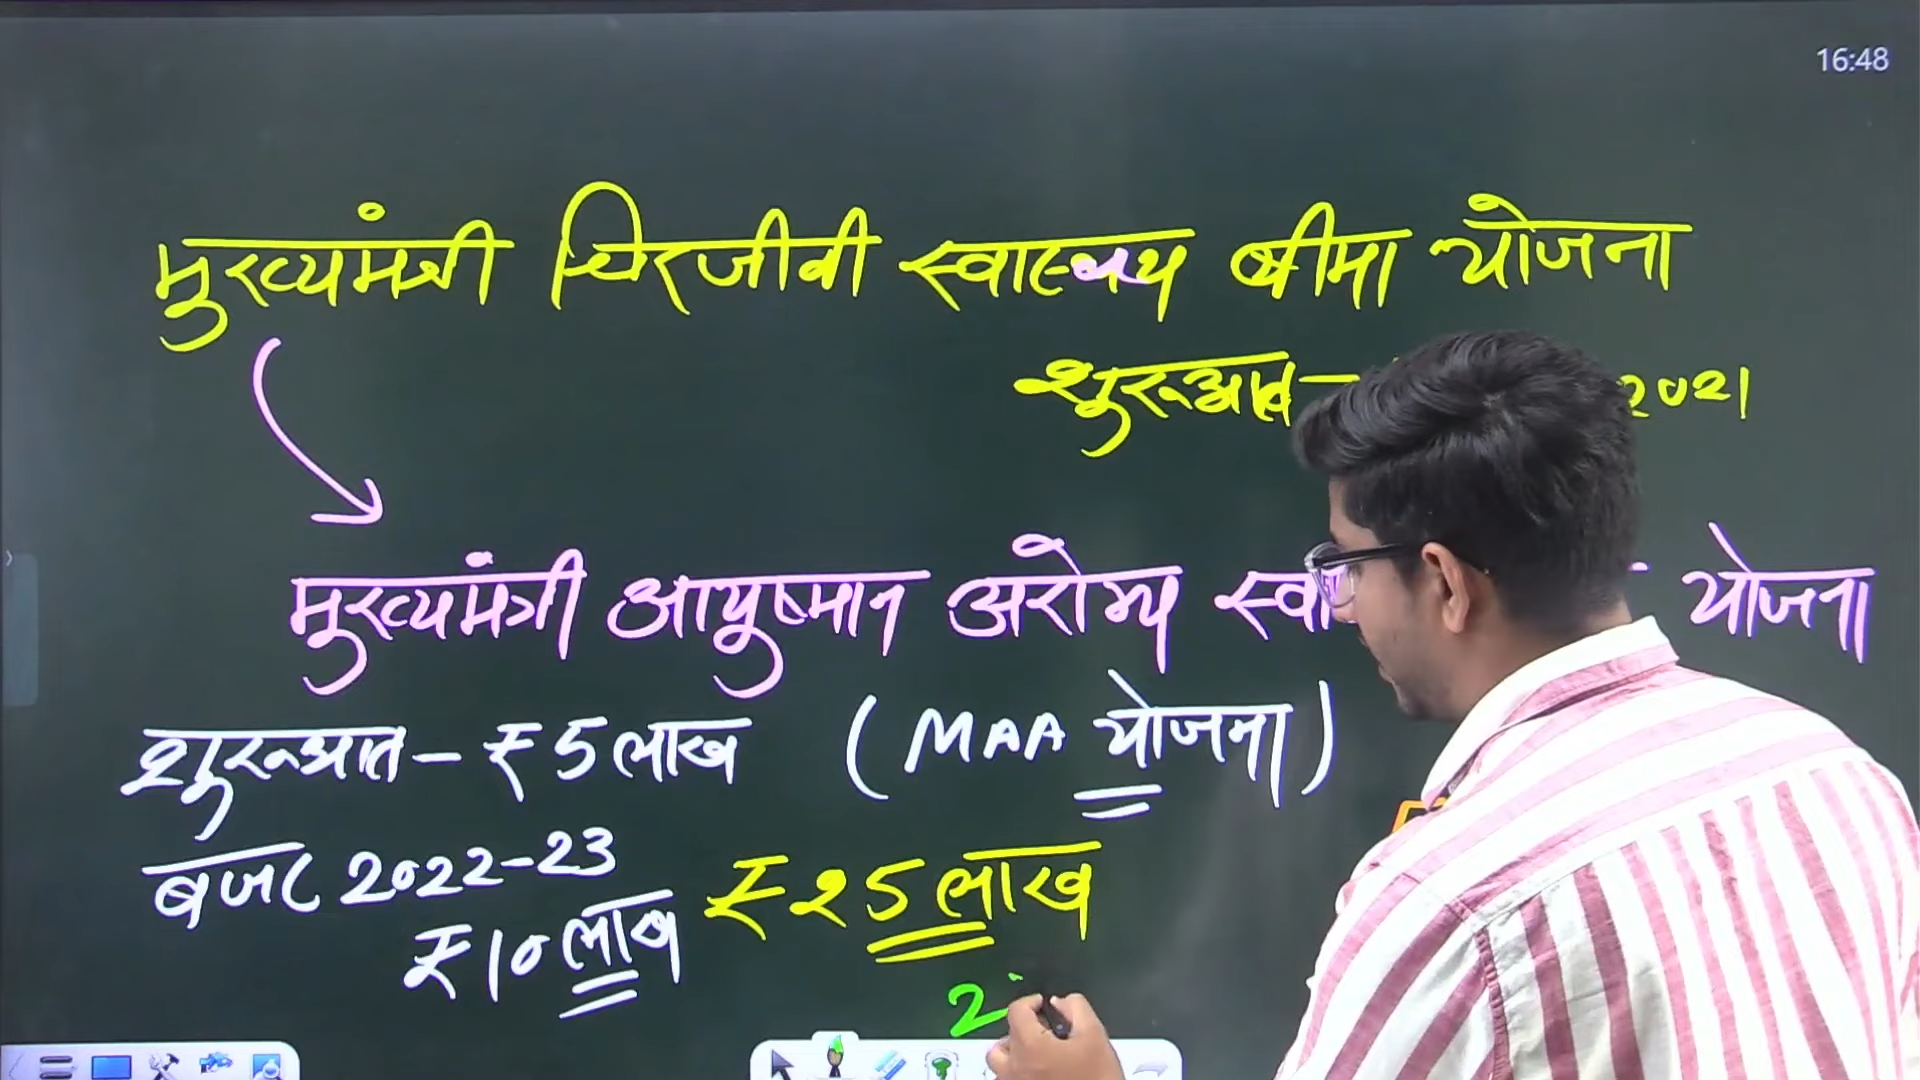 16:48
मुख्यमंत्री चिरंजीवी स्वास्थ्य बीमा योजना
शुरूआत - 2021
मुख्यमंत्री आयुष्मान अरोग्य योजना
शुरूआत - ₹5 लाख (MAA योजना)
बजट 2022-23
₹10 लाख
₹25 लाख
2